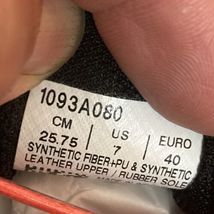 1093A080
CM US EURO
25.75 7 40
SYNTHETIC FIBER+PU & SYNTHETIC
LEATHER UPPER / RUBBER SOLE